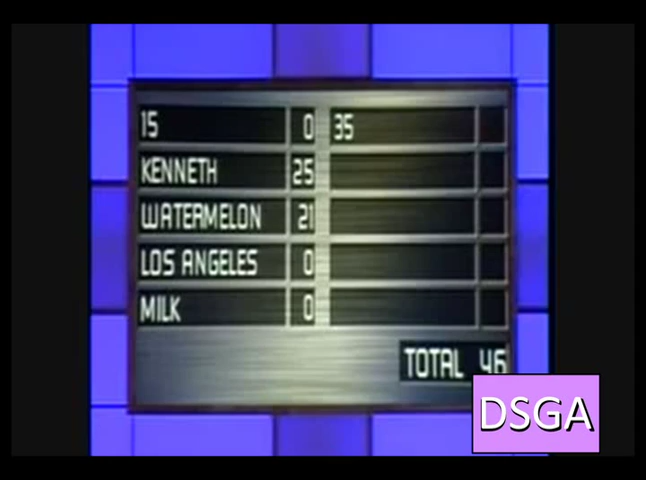 15 0 35
KENNETH 25
WATERMELON 21
LOS ANGELES 0
MILK 0
TOTAL 46
DSGA